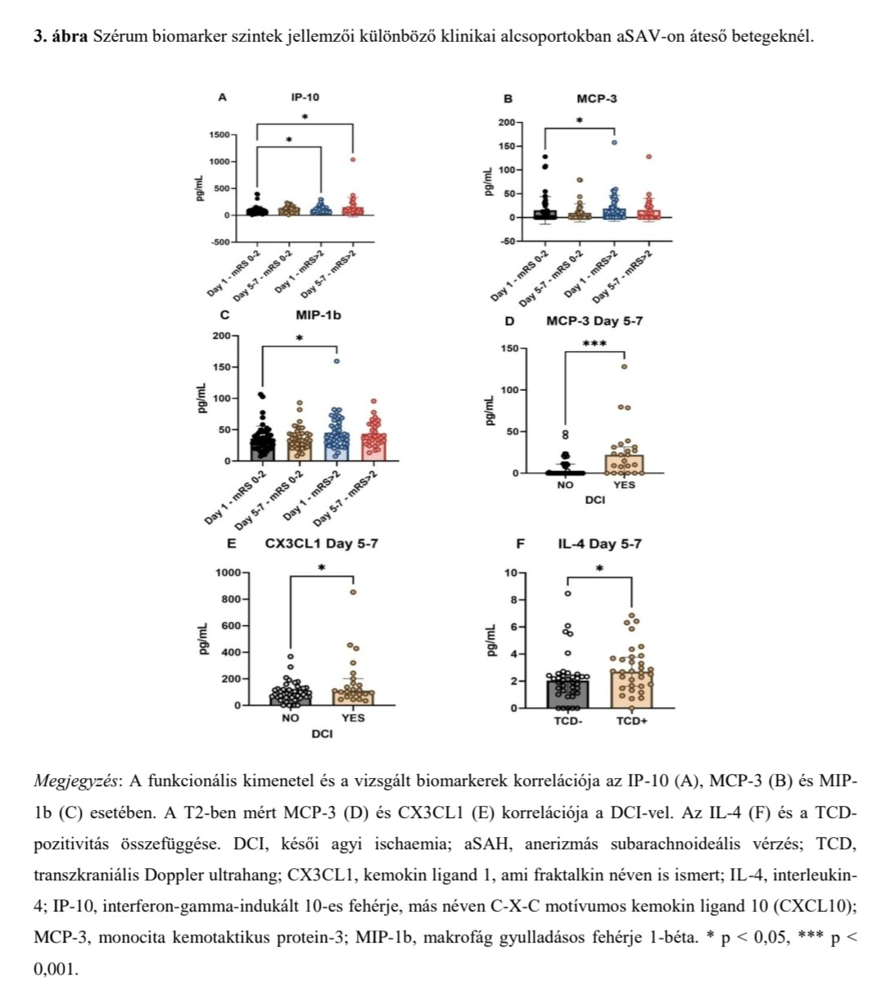 3. ábra Szérum biomarker szintek jellemzői különböző klinikai alcsoportokban aSAV-on áteső betegeknél.
A
IP-10
*
*
1500
1000
500
0
-500
pg/mL
Day 1 - mRS 0-2
Day 5-7 - mRS 0-2
Day 1 - mRS>2
Day 5-7 - mRS>2
B
MCP-3
*
200
150
100
50
0
-50
pg/mL
Day 1 - mRS 0-2
Day 5-7 - mRS 0-2
Day 1 - mRS>2
Day 5-7 - mRS>2
C
MIP-1b
*
200
150
100
50
0
pg/mL
Day 1 - mRS 0-2
Day 5-7 - mRS 0-2
Day 1 - mRS>2
Day 5-7 - mRS>2
D
MCP-3 Day 5-7
***
150
100
50
0
pg/mL
NO YES
DCI
E
CX3CL1 Day 5-7
*
1000
800
600
400
200
0
pg/mL
NO YES
DCI
F
IL-4 Day 5-7
*
10
8
6
4
2
0
pg/mL
TCD- TCD+
Megjegyzés: A funkcionális kimenetel és a vizsgált biomarkerek korrelációja az IP-10 (A), MCP-3 (B) és MIP-
1b (C) esetében. A T2-ben mért MCP-3 (D) és CX3CL1 (E) korrelációja a DCI-vel. Az IL-4 (F) és a TCD-
pozitivitás összefüggése. DCI, késői agyi ischaemia; aSAH, anerizmás subarachnoideális vérzés; TCD,
transzkraniális Doppler ultrahang; CX3CL1, kemokin ligand 1, ami fraktalkin néven is ismert; IL-4, interleukin-
4; IP-10, interferon-gamma-indukált 10-es fehérje, más néven C-X-C motívumos kemokin ligand 10 (CXCL10);
MCP-3, monocita kemotaktikus protein-3; MIP-1b, makrofág gyulladásos fehérje 1-béta. * p < 0,05, *** p <
0,001.